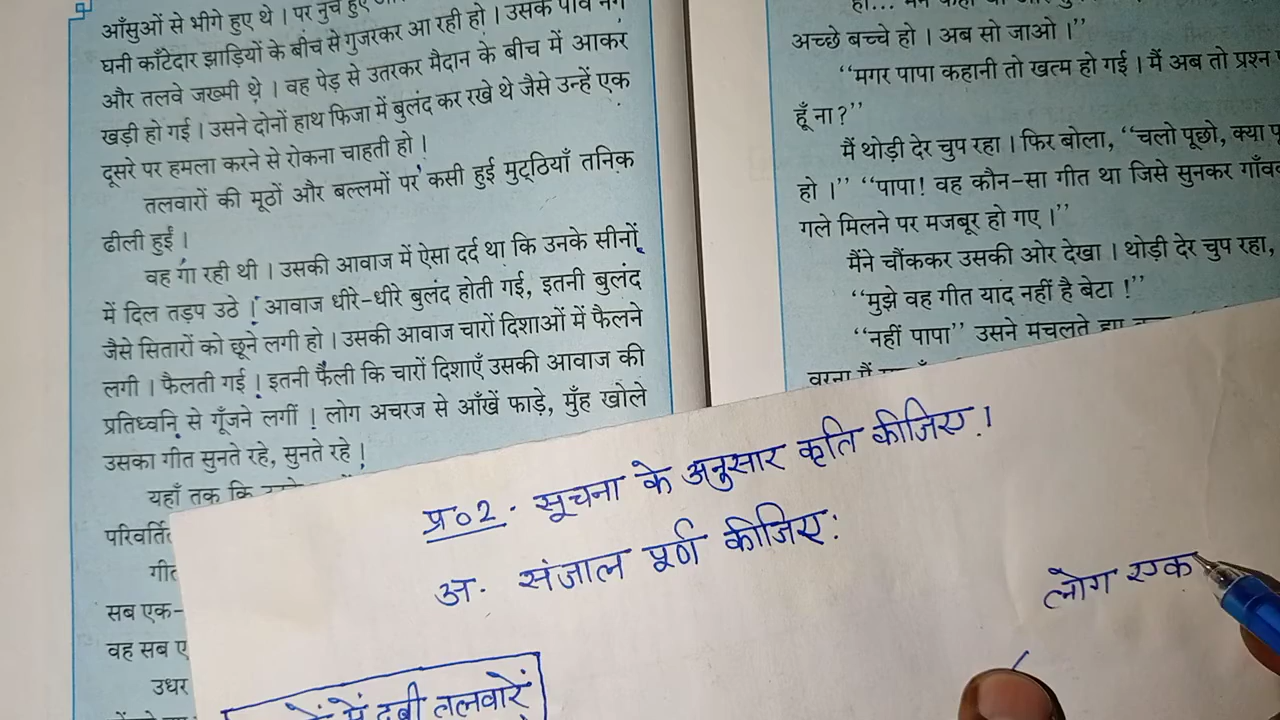 आँसुओं से भीगे हुए थे । पर नुचे हुए
घनी काँटेदार झाड़ियों के बीच से गुजरकर आ रही हो । उसके पाँव नंगे
और तलवे जख्मी थे । वह पेड़ से उतरकर मैदान के बीच में आकर
खड़ी हो गई । उसने दोनों हाथ फिजा में बुलंद कर रखे थे जैसे उन्हें एक
दूसरे पर हमला करने से रोकना चाहती हो ।
तलवारों की मूठों और बल्लमों पर कसी हुई मुट्ठियाँ तनिक
ढीली हुईं ।
वह गा रही थी । उसकी आवाज में ऐसा दर्द था कि उनके सीनों
में दिल तड़प उठे । आवाज धीरे-धीरे बुलंद होती गई, इतनी बुलंद
जैसे सितारों को छूने लगी हो । उसकी आवाज चारों दिशाओं में फैलने
लगी । फैलती गई । इतनी फैली कि चारों दिशाएँ उसकी आवाज की
प्रतिध्वनि से गूँजने लगीं । लोग अचरज से आँखें फाड़े, मुँह खोले
उसका गीत सुनते रहे, सुनते रहे ।
यहाँ तक कि
गीत
सब एक-
वह सब ए
उधर
अच्छे बच्चे हो । अब सो जाओ ।”
“मगर पापा कहानी तो खत्म हो गई । मैं अब तो प्रश्न
हूँ ना?”
मैं थोड़ी देर चुप रहा । फिर बोला, “चलो पूछो, क्या
हो ।” “पापा! वह कौन-सा गीत था जिसे सुनकर
गले मिलने पर मजबूर हो गए ।”
मैंने चौंककर उसकी ओर देखा । थोड़ी देर चुप रहा,
“मुझे वह गीत याद नहीं है बेटा !”
“नहीं पापा” उसने मचलते
वरना मैं
प्र०2. सूचना के अनुसार कृति कीजिए ।
अ. संजाल पूर्ण कीजिए:
लोग एक
में दबी तलवारें